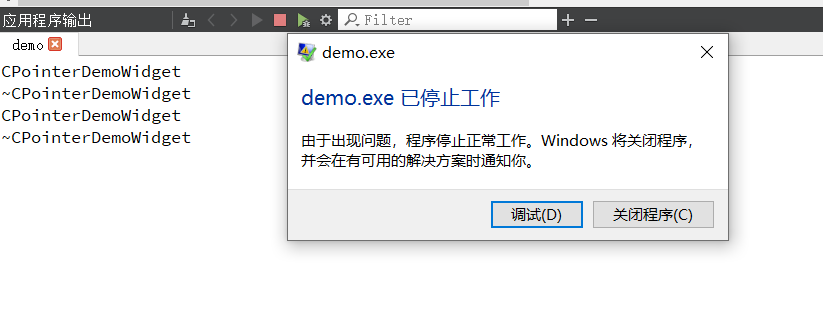 应用程序输出
Filter
demo
CPointerDemoWidget
~CPointerDemoWidget
CPointerDemoWidget
~CPointerDemoWidget
demo.exe
demo.exe 已停止工作
由于出现问题，程序停止正常工作。Windows 将关闭程序，
并会在有可用的解决方案时通知你。
调试(D)
关闭程序(C)